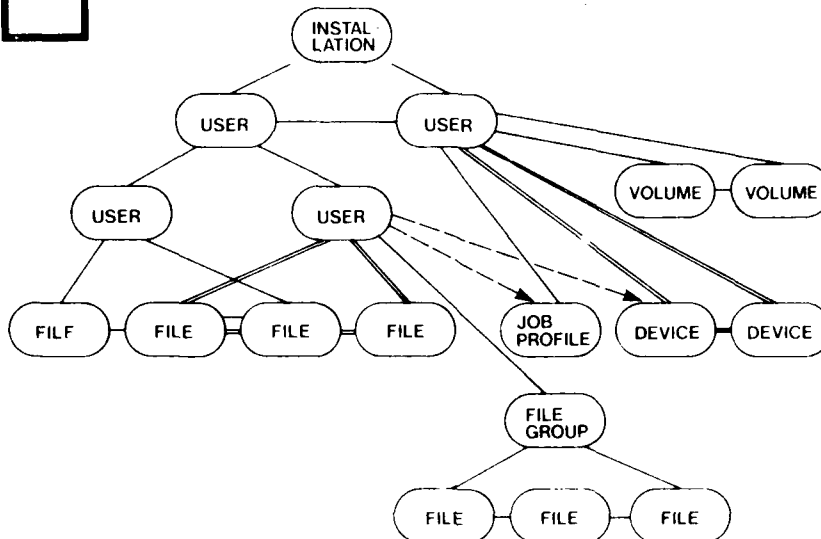 INSTAL
LATION
USER
USER
VOLUME
VOLUME
USER
USER
FILF
FILE
FILE
FILE
JOB
PROFILE
DEVICE
DEVICE
FILE
GROUP
FILE
FILE
FILE